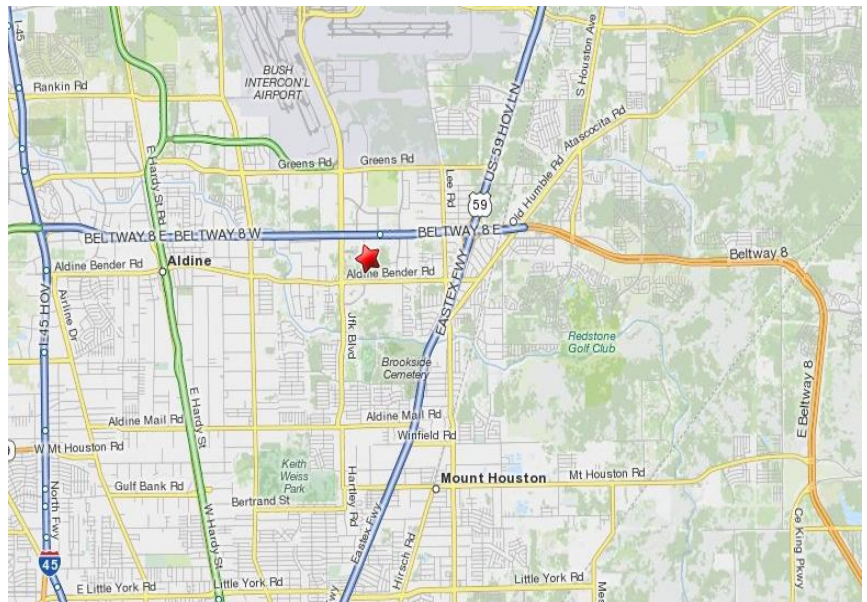 I-45
Rankin Rd
BUSH
INTERCON'L
AIRPORT
US-59 HOV LN
S Houston Ave
Atascocita Rd
Old Humble Rd
E Hardy St Rd
Greens Rd
Greens Rd
Lee Rd
59
BELTWAY 8 E-BELTWAY 8 W
BELTWAY 8 E
Beltway 8
Aldine Bender Rd
Aldine
Aldine Bender Rd
EASTEX FWY
I-45 HOV
Airline Dr
Jfk Blvd
Redstone
Golf Club
Brookside
Cemetery
E Beltway 8
E Hardy St
Aldine Mail Rd
Aldine Mail Rd
Winfield Rd
W Mt Houston Rd
Keith
Weiss
Park
Hartley Rd
Mount Houston
Mt Houston Rd
Gulf Bank Rd
Bertrand St
North Fwy
W Hardy St
Eastex Fwy
Hirsch Rd
Ce King Pkwy
45
E Little York Rd
Little York Rd
Little York Rd